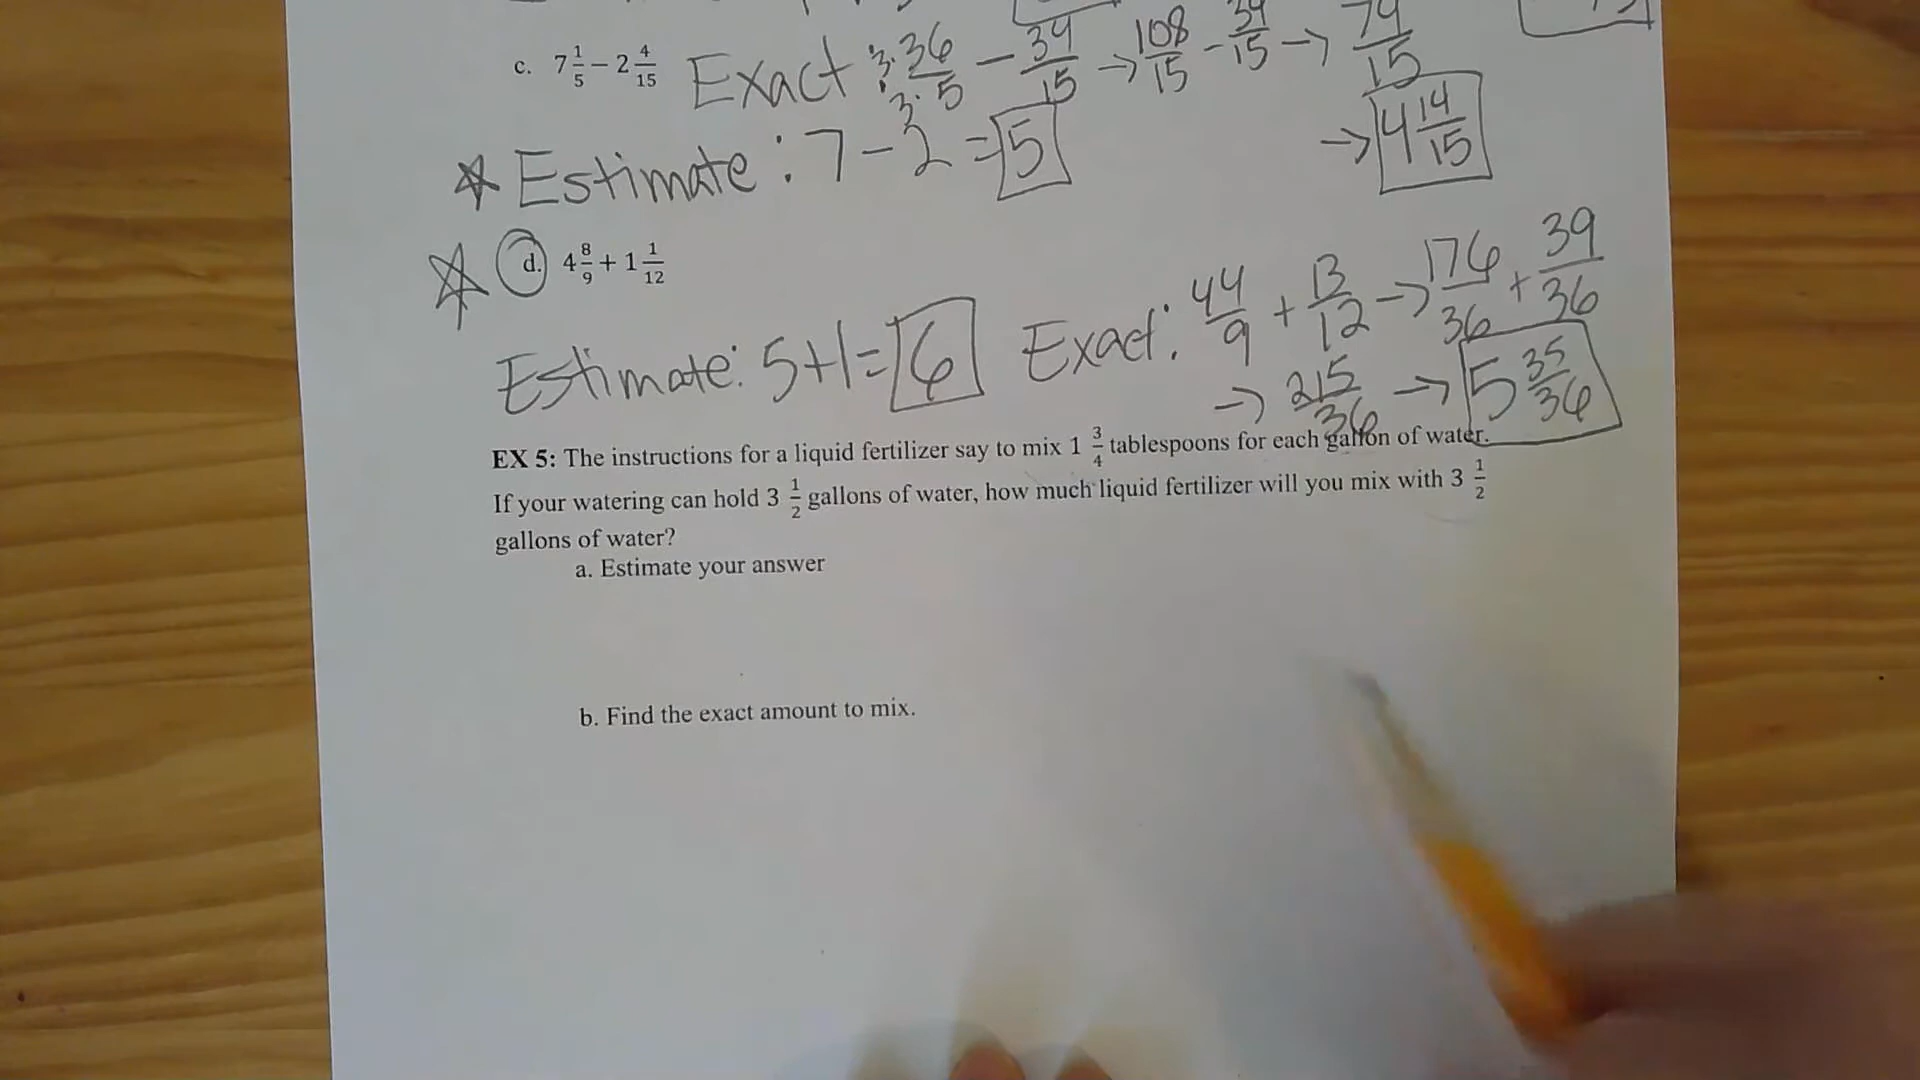 c. 7 1/5 − 2 4/15 Exact : 3·36/3·5 − 34/15 → 108/15 - 34/15 → 74/15
→ 4 14/15
Estimate : 7 − 2 = 5
d. 4 8/9 + 1 1/12
Estimate: 5+1= 6 Exact: 44/9 + 13/12 → 176/36 + 39/36
→ 215/36 → 5 35/36
EX 5: The instructions for a liquid fertilizer say to mix 1 3/4 tablespoons for each gallon of water.
If your watering can hold 3 1/2 gallons of water, how much liquid fertilizer will you mix with 3 1/2
gallons of water?
a. Estimate your answer
b. Find the exact amount to mix.